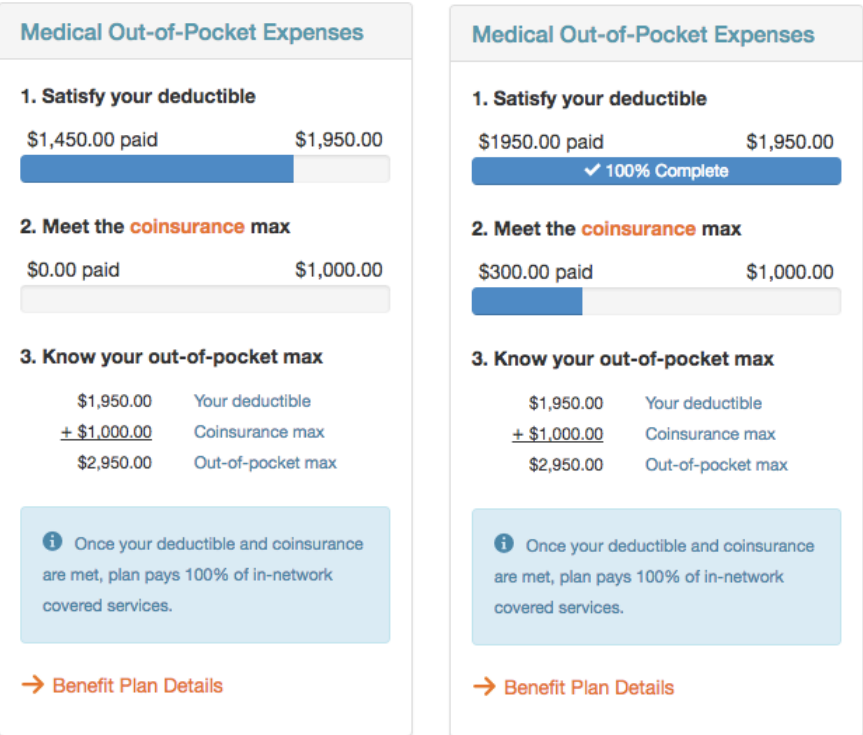 Medical Out-of-Pocket Expenses
1. Satisfy your deductible
$1,450.00 paid $1,950.00
2. Meet the coinsurance max
$0.00 paid $1,000.00
3. Know your out-of-pocket max
$1,950.00 Your deductible
+ $1,000.00 Coinsurance max
$2,950.00 Out-of-pocket max
Once your deductible and coinsurance
are met, plan pays 100% of in-network
covered services.
→ Benefit Plan Details
Medical Out-of-Pocket Expenses
1. Satisfy your deductible
$1950.00 paid $1,950.00
✓ 100% Complete
2. Meet the coinsurance max
$300.00 paid $1,000.00
3. Know your out-of-pocket max
$1,950.00 Your deductible
+ $1,000.00 Coinsurance max
$2,950.00 Out-of-pocket max
Once your deductible and coinsurance
are met, plan pays 100% of in-network
covered services.
→ Benefit Plan Details